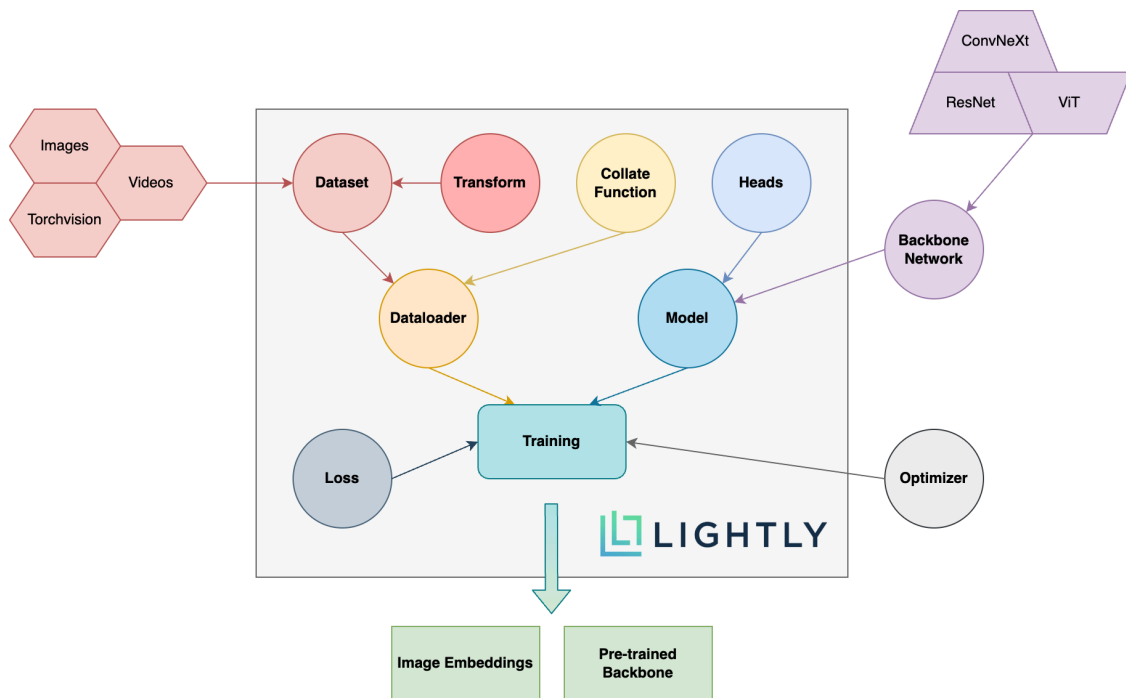 ConvNeXt
ResNet
ViT
Images
Videos
Torchvision
Dataset
Transform
Collate
Function
Heads
Backbone
Network
Dataloader
Model
Training
Loss
Optimizer
LIGHTLY
Image Embeddings
Pre-trained
Backbone